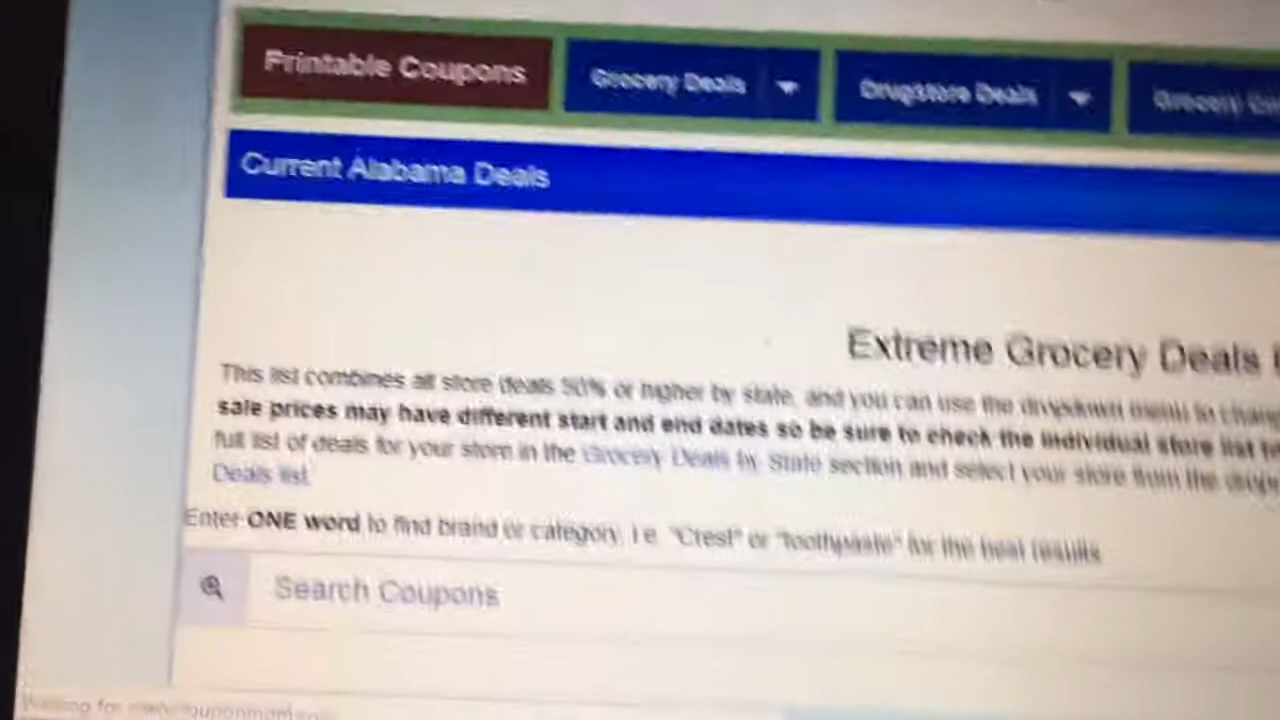 Printable Coupons
Grocery Deals
Drugstore Deals
Grocery
Current Alabama Deals
Extreme Grocery Deals
This list combines all store deals 50% or higher by state, and you can use the dropdown menu to
sale prices may have different start and end dates so be sure to check the individual store list
full list of deals for your store in the Grocery Deals by State section and select your store from the
Deals list.
Enter ONE word to find brand or category, i.e. "Crest" or "toothpaste" for the best results
Search Coupons